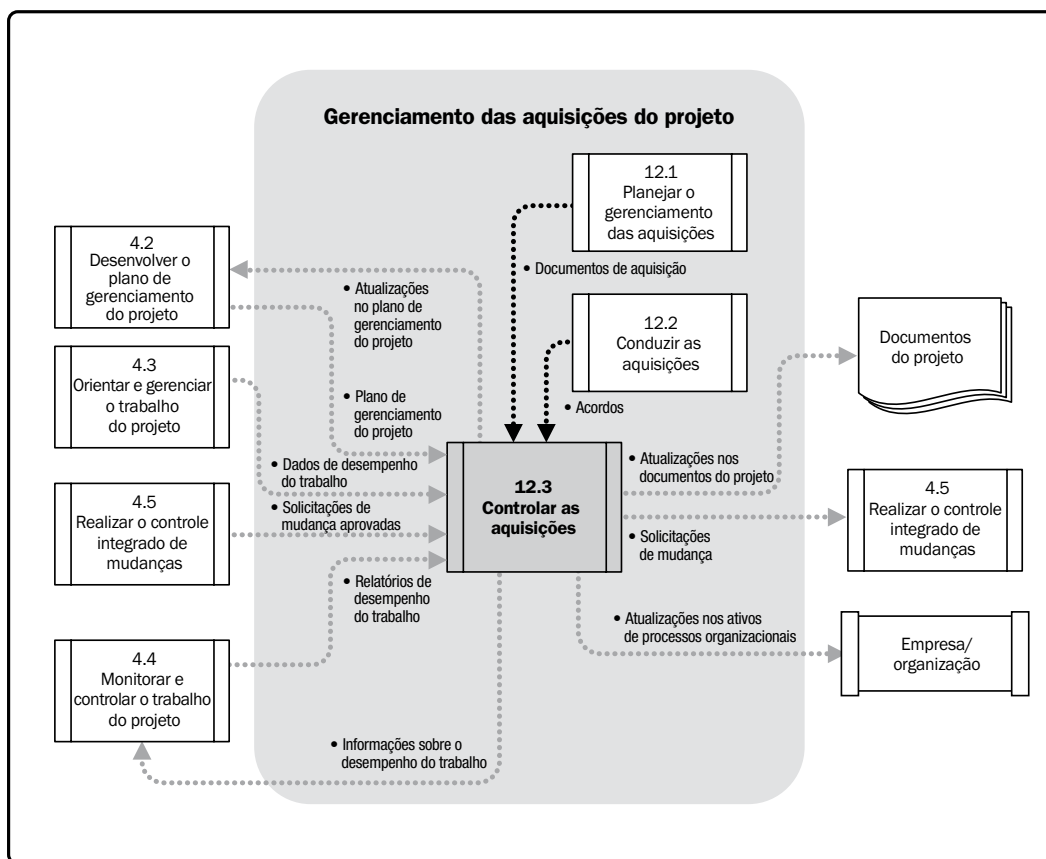 Gerenciamento das aquisições do projeto
12.1
Planejar o
gerenciamento
das aquisições
4.2
Desenvolver o
plano de
gerenciamento
do projeto
• Documentos de aquisição
• Atualizações
no plano de
gerenciamento
do projeto
12.2
Conduzir as
aquisições
Documentos
do projeto
4.3
Orientar e gerenciar
o trabalho
do projeto
• Plano de
gerenciamento
do projeto
• Acordos
• Dados de desempenho
do trabalho
12.3
Controlar as
aquisições
• Atualizações nos
documentos do projeto
4.5
Realizar o controle
integrado de
mudanças
• Solicitações de
mudança aprovadas
• Solicitações
de mudança
4.5
Realizar o controle
integrado de
mudanças
• Relatórios de
desempenho
do trabalho
• Atualizações nos ativos
de processos organizacionais
Empresa/
organização
4.4
Monitorar e
controlar o trabalho
do projeto
• Informações sobre o
desempenho do trabalho